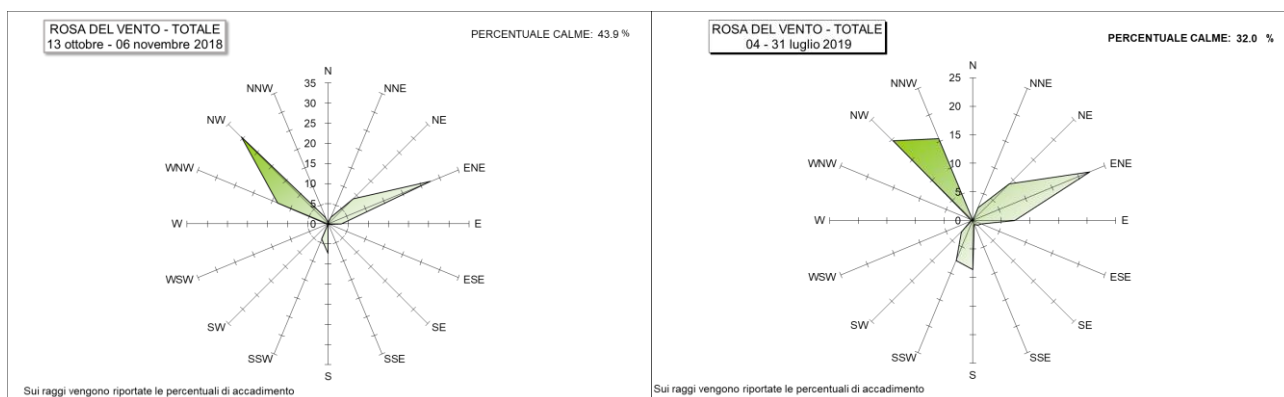 ROSA DEL VENTO - TOTALE
13 ottobre - 06 novembre 2018
PERCENTUALE CALME: 43.9 %
N
NNE
NE
ENE
E
ESE
SE
SSE
S
SSW
SW
WSW
W
WNW
NW
NNW
35
30
25
20
15
10
5
0
Sui raggi vengono riportate le percentuali di accadimento
ROSA DEL VENTO - TOTALE
04 - 31 luglio 2019
PERCENTUALE CALME: 32.0 %
N
NNE
NE
ENE
E
ESE
SE
SSE
S
SSW
SW
WSW
W
WNW
NW
NNW
25
20
15
10
5
0
Sui raggi vengono riportate le percentuali di accadimento